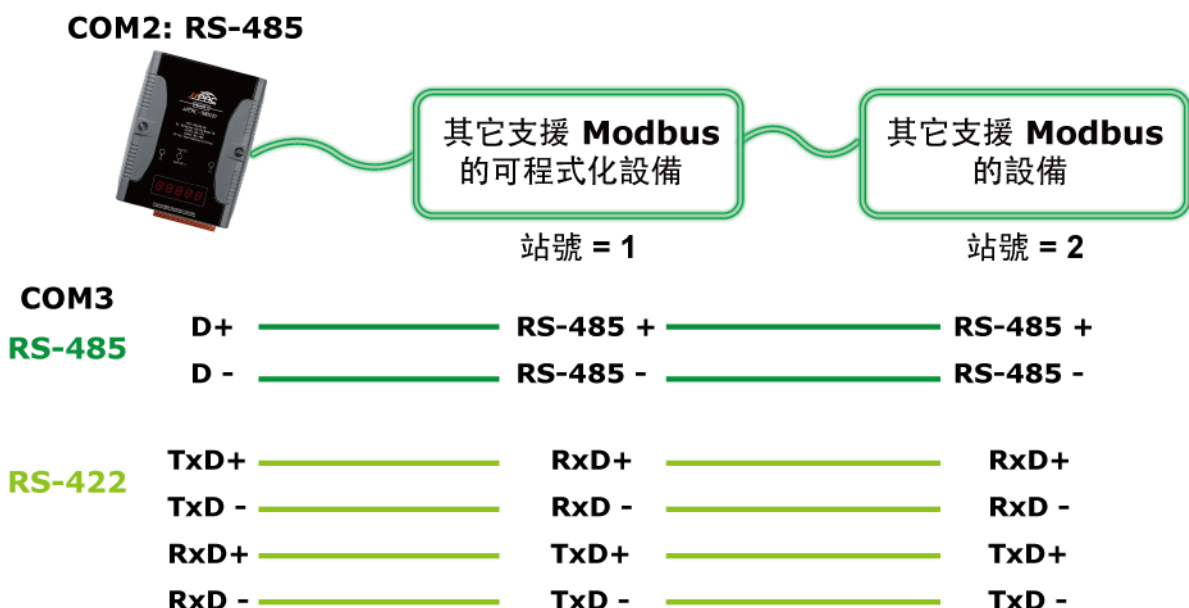 COM2: RS-485
其它支援 Modbus
的可程式化設備
其它支援 Modbus
的設備
站號 = 1
站號 = 2
COM3
RS-485
D+ RS-485 + RS-485 +
D - RS-485 - RS-485 -
RS-422
TxD+ RxD+ RxD+
TxD - RxD - RxD -
RxD+ TxD+ TxD+
RxD - TxD - TxD -